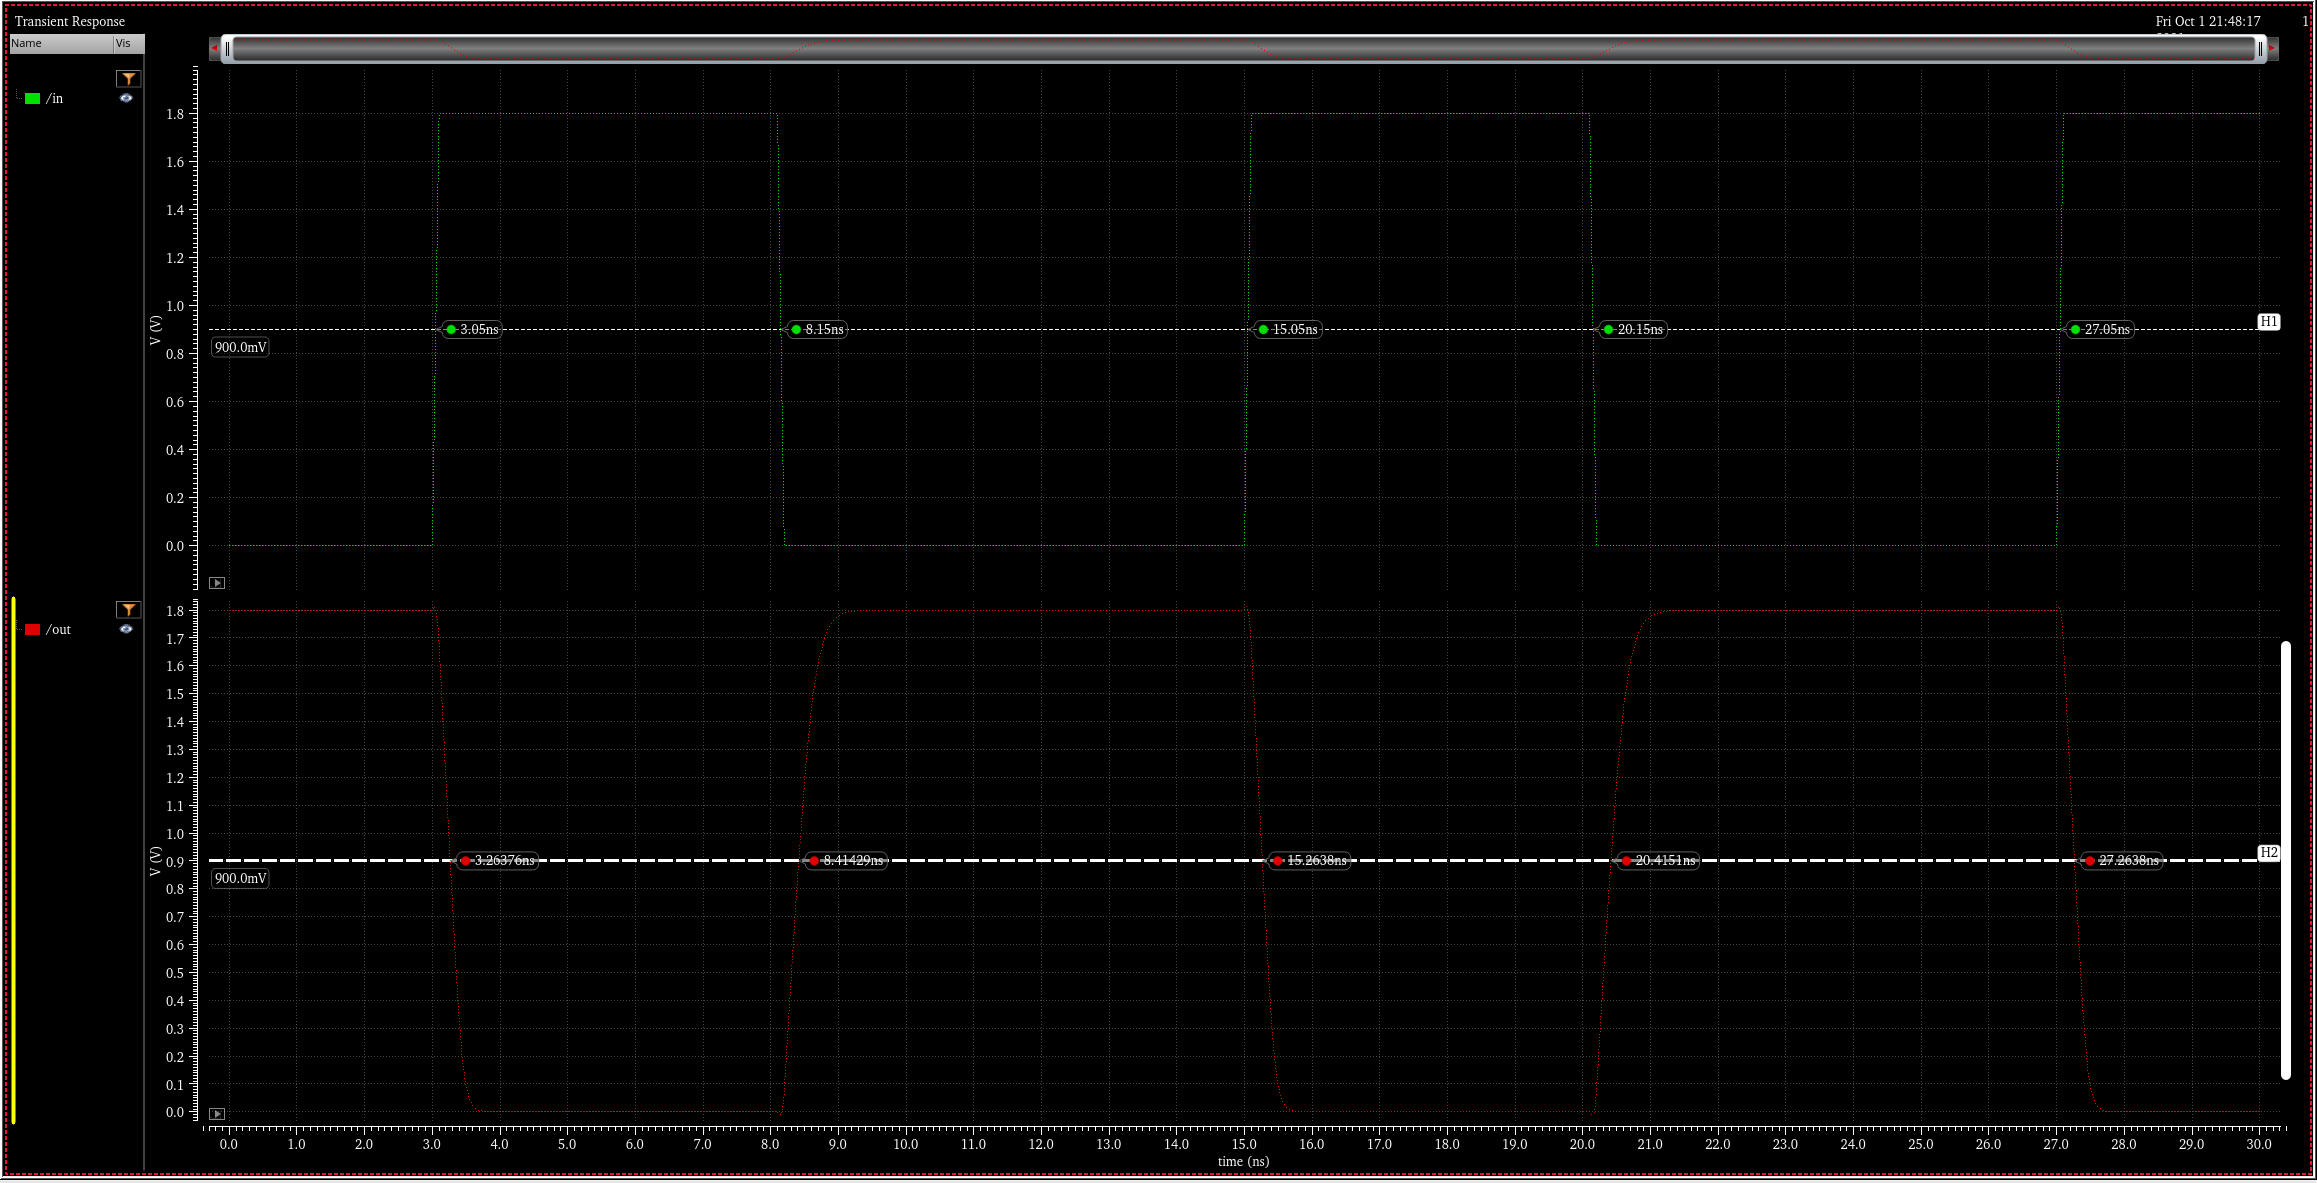 Transient Response
Fri Oct 1 21:48:17 1
Name Vis
/in
1.8
1.6
1.4
1.2
1.0
0.8
0.6
0.4
0.2
0.0
V (V)
900.0mV
3.05ns 8.15ns 15.05ns 20.15ns 27.05ns
H1
/out
1.8
1.7
1.6
1.5
1.4
1.3
1.2
1.1
1.0
0.9
0.8
0.7
0.6
0.5
0.4
0.3
0.2
0.1
0.0
V (V)
900.0mV
3.26376ns 8.41429ns 15.2638ns 20.4151ns 27.2638ns
H2
0.0 1.0 2.0 3.0 4.0 5.0 6.0 7.0 8.0 9.0 10.0 11.0 12.0 13.0 14.0 15.0 16.0 17.0 18.0 19.0 20.0 21.0 22.0 23.0 24.0 25.0 26.0 27.0 28.0 29.0 30.0
time (ns)